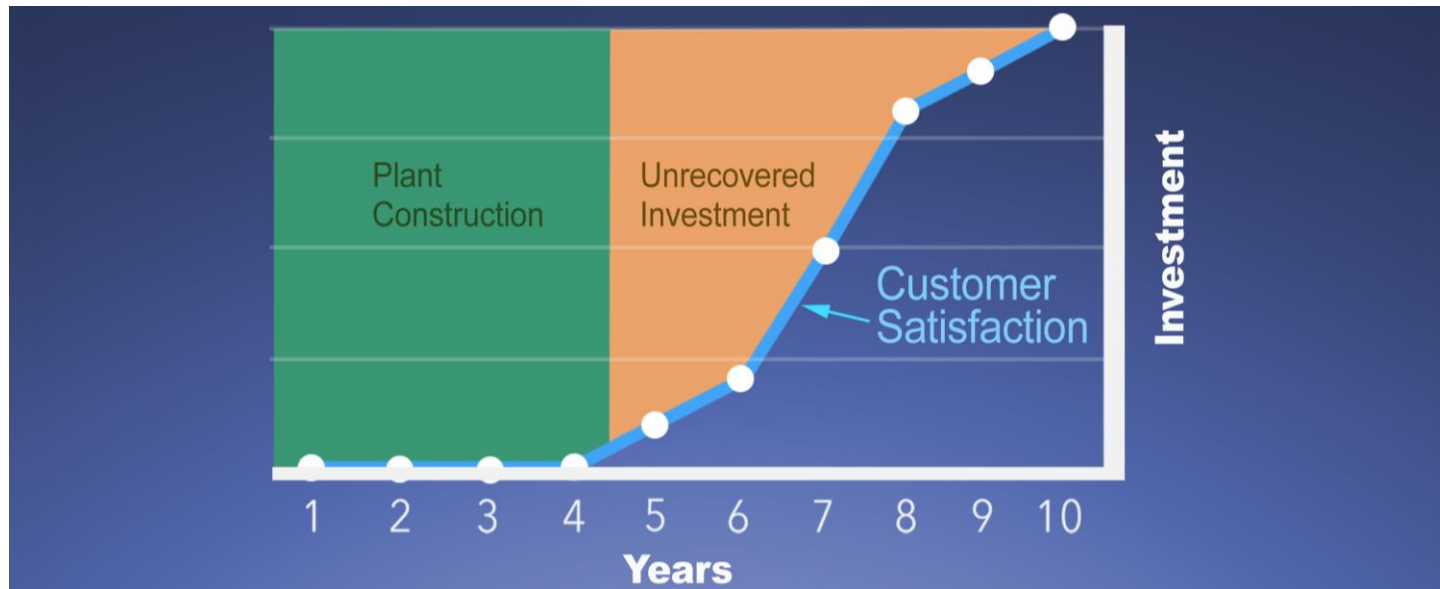 Plant
Construction
Unrecovered
Investment
Customer
Satisfaction
Investment
1 2 3 4 5 6 7 8 9 10
Years